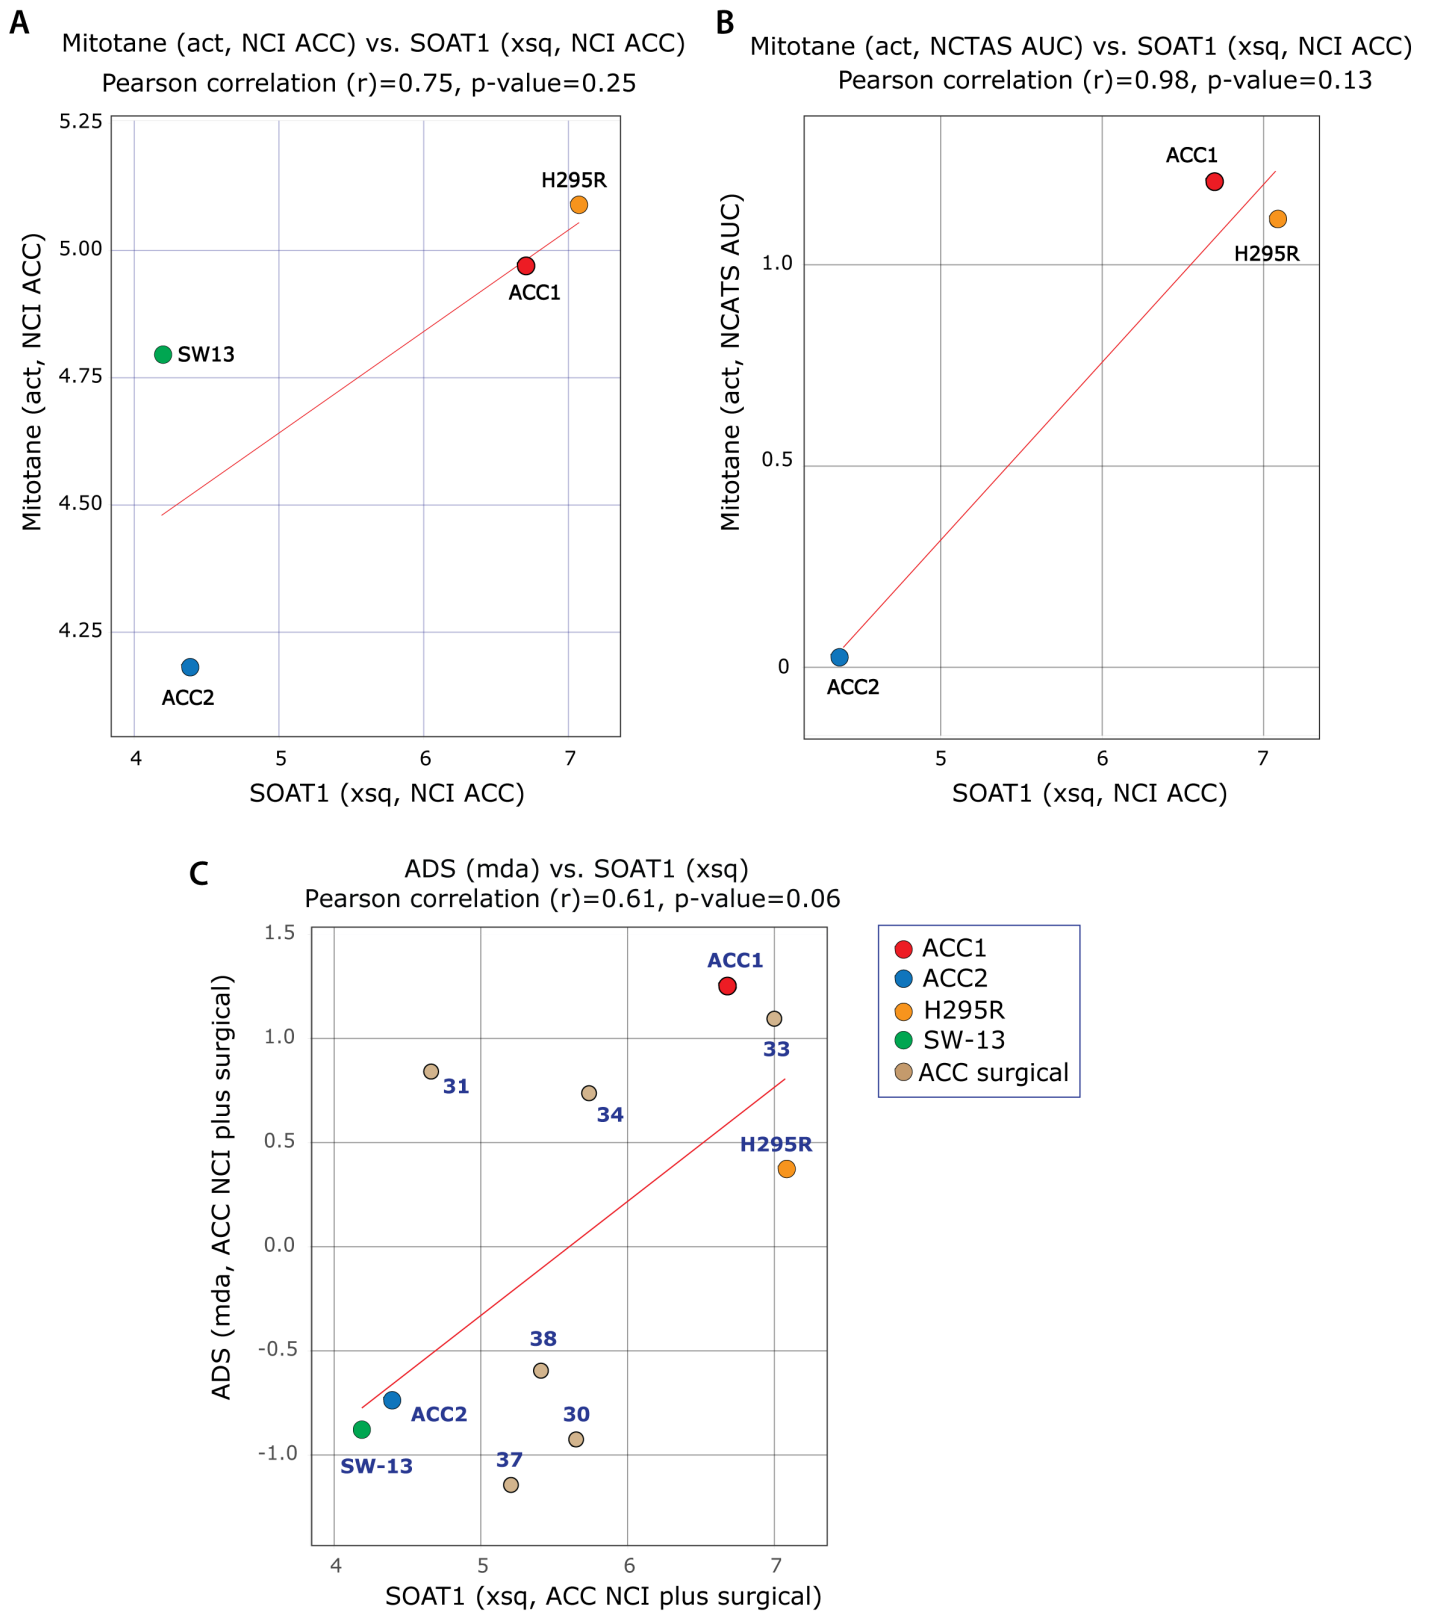 A
Mitotane (act, NCI ACC) vs. SOAT1 (xsq, NCI ACC)
Pearson correlation (r)=0.75, p-value=0.25
Mitotane (act, NCI ACC)
5.25
5.00
4.75
4.50
4.25
H295R
ACC1
SW13
ACC2
4 5 6 7
SOAT1 (xsq, NCI ACC)
B
Mitotane (act, NCTAS AUC) vs. SOAT1 (xsq, NCI ACC)
Pearson correlation (r)=0.98, p-value=0.13
Mitotane (act, NCATS AUC)
1.0
0.5
0
ACC1
H295R
ACC2
5 6 7
SOAT1 (xsq, NCI ACC)
C
ADS (mda) vs. SOAT1 (xsq)
Pearson correlation (r)=0.61, p-value=0.06
ADS (mda, ACC NCI plus surgical)
1.5
1.0
0.5
0.0
-0.5
-1.0
ACC1
33
31
34
H295R
38
ACC2
30
SW-13
37
4 5 6 7
SOAT1 (xsq, ACC NCI plus surgical)
ACC1
ACC2
H295R
SW-13
ACC surgical